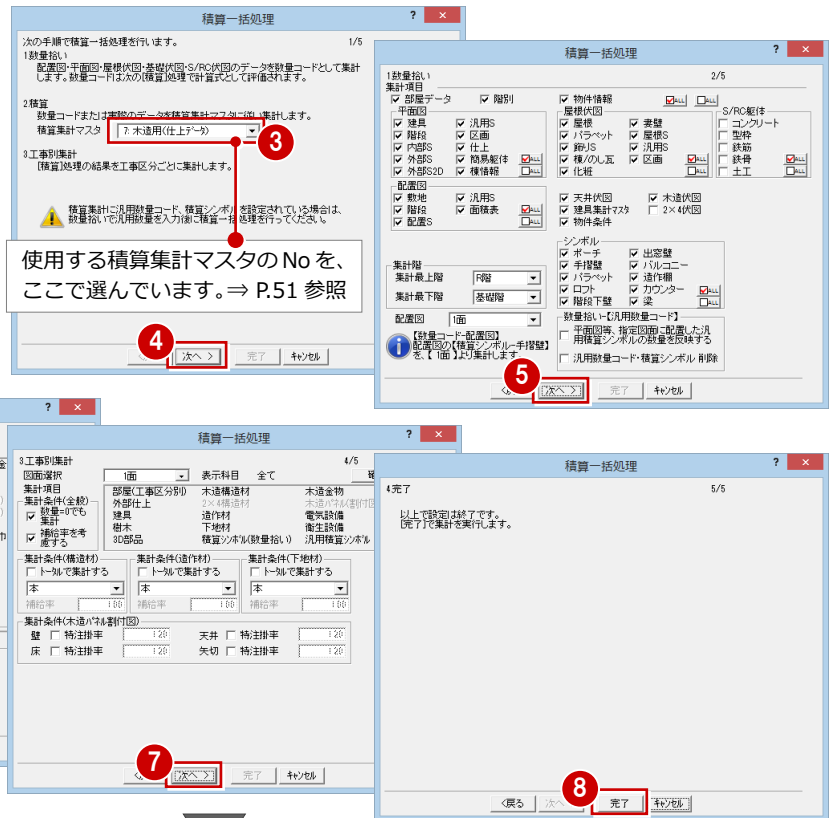 積算一括処理
? ×
次の手順で積算一括処理を行います。
1/5
1数量拾い
配置図・平面図・屋根伏図・基礎伏図・S/RC伏図のデータを数量コードとして集計
します。数量コードは次の[積算]処理で計算式として評価されます。
2.積算
数量コードまたは実際のデータを積算集計マスタに従い集計します。
積算集計マスタ 7: 木造用(仕上データ)
3
3.工事別集計
[積算]処理の結果を工事区分ごとに集計します。
積算集計に汎用数量コード、積算シンボルを設定されている場合は、
数量拾いで汎用数量を入力後に積算一括処理を行ってください。
使用する積算集計マスタの No を、
ここで選んでいます。⇒ P.51 参照
4
次へ > 完了 キャンセル
積算一括処理
? ×
1数量拾い
2/5
集計項目
部屋データ 階別 物件情報 ALL ALL
平面図
建具 汎用S
階段 区画
内部S 仕上
外部S 簡易躯体 ALL
外部S2D 棟情報 ALL
屋根伏図
屋根 妻壁
パラペット 屋根S
飾りS 汎用S
棟/のし瓦 区画 ALL
化粧 ALL
S/RC躯体
コンクリート
型枠
鉄筋
鉄骨 ALL
土工 ALL
配置図
敷地 汎用S
階段 面積表 ALL
配置S ALL
天井伏図 木造伏図
建具集計マスタ 2×4伏図
物件条件
シンボル
ポーチ 出窓壁
手摺壁 バルコニー
パラペット 造作棚
ロフト カウンター ALL
階段下壁 梁 ALL
集計階
集計最上階 R階
集計最下階 基礎階
配置図 1面
【数量コード-配置図】
配置図の【積算シンボル-手摺壁】
を、【 1面 】より集計します。
数量拾い-【汎用数量コード】
平面図等、指定図面に配置した汎
用積算シンボルの数量を反映する
汎用数量コード・積算シンボル 削除
5
次へ > 完了 キャンセル
? ×
積算一括処理
? ×
3.工事別集計
4/5
図面選択 1面 表示科目 全て
集計項目
部屋(工事区分別) 木造構造材 木造金物
外部仕上 2×4構造材 木造パネル(割付図
建具 造作材 電気設備
樹木 下地材 衛生設備
3D部品 積算シンボル(数量拾い) 汎用積算シンボル
集計条件(全般)
数量=0でも
集計
補給率を考
慮する
集計条件(構造材) 集計条件(造作材) 集計条件(下地材)
トータルで集計する トータルで集計する トータルで集計する
本 本 本
補給率 100 補給率 100 補給率 100
集計条件(木造パネル割付図)
壁 特注掛率 120 天井 特注掛率 120
床 特注掛率 120 矢切 特注掛率 120
7
次へ > 完了 キャンセル
積算一括処理
? ×
4完了
5/5
以上で設定は終了です。
[完了]で集計を実行します。
8
<戻る 次へ 完了 キャンセル